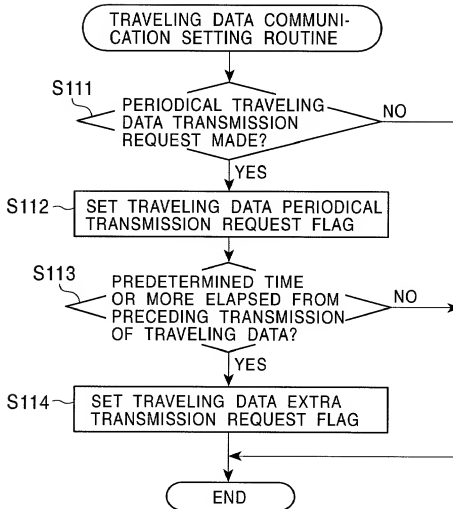 TRAVELING DATA COMMUNI-
CATION SETTING ROUTINE
S111
PERIODICAL TRAVELING
DATA TRANSMISSION
REQUEST MADE?
NO
YES
S112
SET TRAVELING DATA PERIODICAL
TRANSMISSION REQUEST FLAG
S113
PREDETERMINED TIME
OR MORE ELAPSED FROM
PRECEDING TRANSMISSION
OF TRAVELING DATA?
NO
YES
S114
SET TRAVELING DATA EXTRA
TRANSMISSION REQUEST FLAG
END